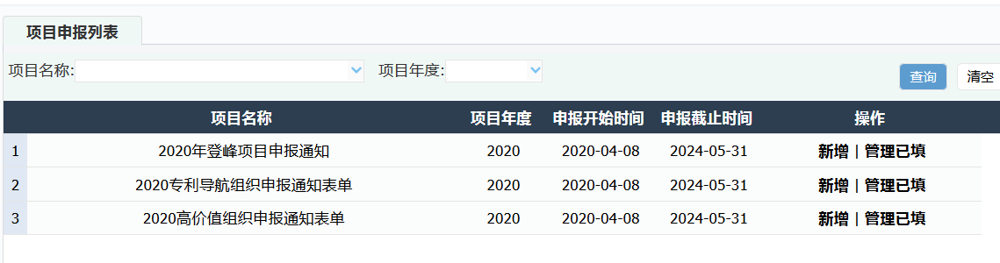 项目申报列表
项目名称: 项目年度: 查询 清空
项目名称 项目年度 申报开始时间 申报截止时间 操作
1 2020年登峰项目申报通知 2020 2020-04-08 2024-05-31 新增 | 管理已填
2 2020专利导航组织申报通知表单 2020 2020-04-08 2024-05-31 新增 | 管理已填
3 2020高价值组织申报通知表单 2020 2020-04-08 2024-05-31 新增 | 管理已填